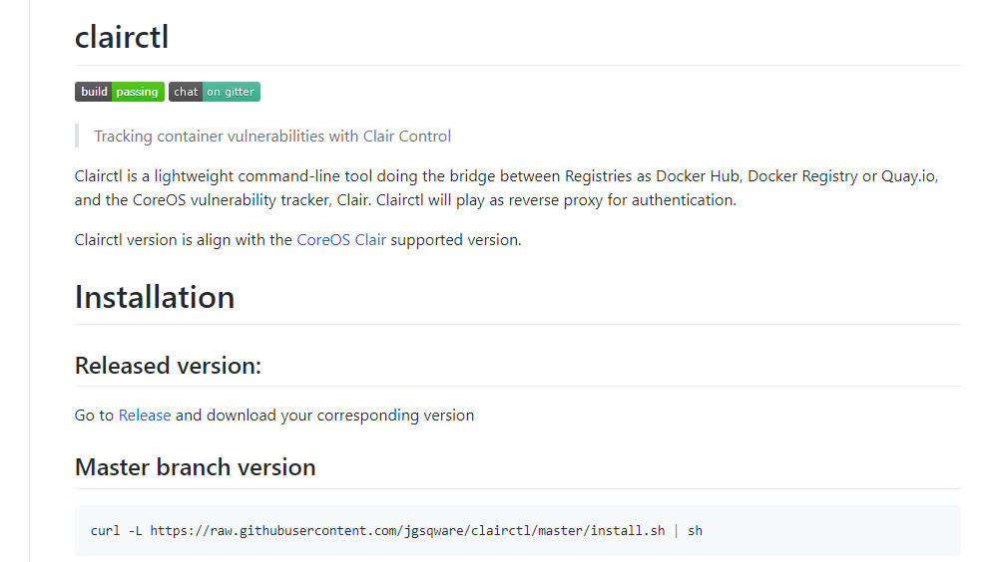 clairctl
build passing chat on gitter
Tracking container vulnerabilities with Clair Control
Clairctl is a lightweight command-line tool doing the bridge between Registries as Docker Hub, Docker Registry or Quay.io,
and the CoreOS vulnerability tracker, Clair. Clairctl will play as reverse proxy for authentication.
Clairctl version is align with the CoreOS Clair supported version.
Installation
Released version:
Go to Release and download your corresponding version
Master branch version
curl -L https://raw.githubusercontent.com/jgsqware/clairctl/master/install.sh | sh